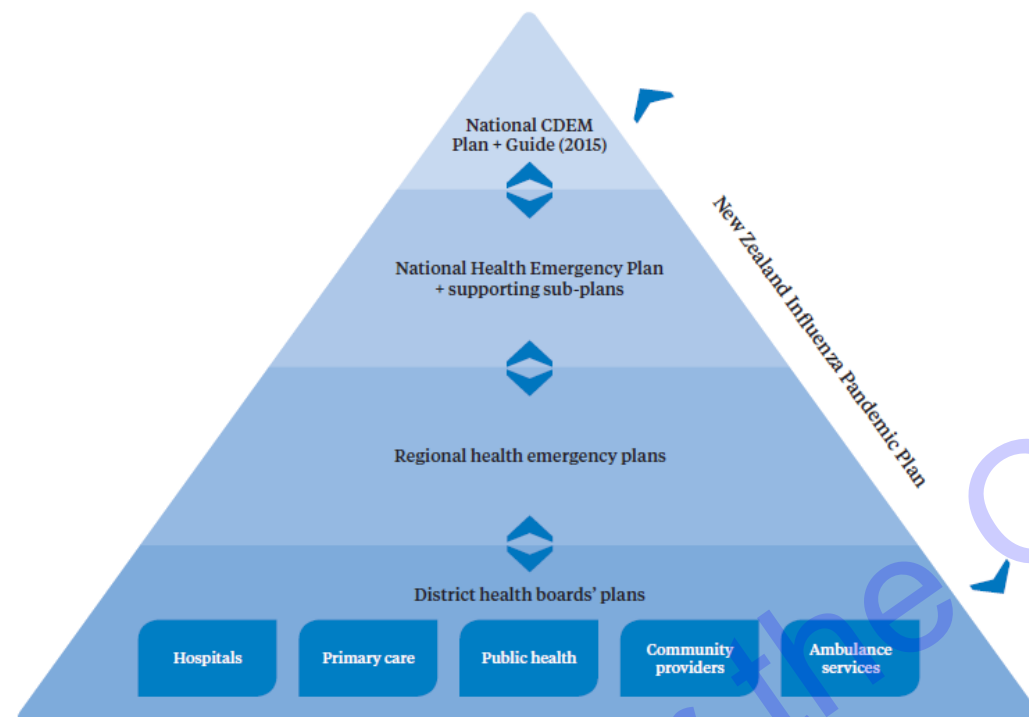 National CDEM
Plan + Guide (2015)
New Zealand Influenza Pandemic Plan
National Health Emergency Plan
+ supporting sub-plans
Regional health emergency plans
District health boards’ plans
Hospitals
Primary care
Public health
Community
providers
Ambulance
services
the